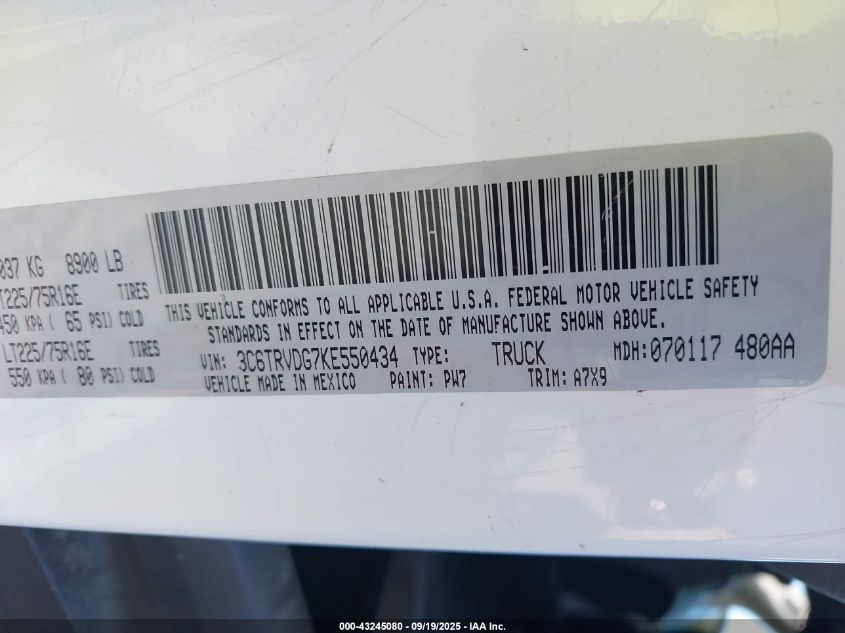 037 KG 8900 LB
T225/75R16E TIRES
450 KPA ( 65 PSI) COLD
LT225/75R16E TIRES
550 KPA ( 80 PSI) COLD
THIS VEHICLE CONFORMS TO ALL APPLICABLE U.S.A. FEDERAL MOTOR VEHICLE SAFETY
STANDARDS IN EFFECT ON THE DATE OF MANUFACTURE SHOWN ABOVE.
VIN: 3C6TRVDG7KE550434 TYPE: TRUCK MDH:070117 480AA
VEHICLE MADE IN MEXICO PAINT: PW7 TRIM: A7X9
000-43245080 - 09/19/2025 - IAA Inc.